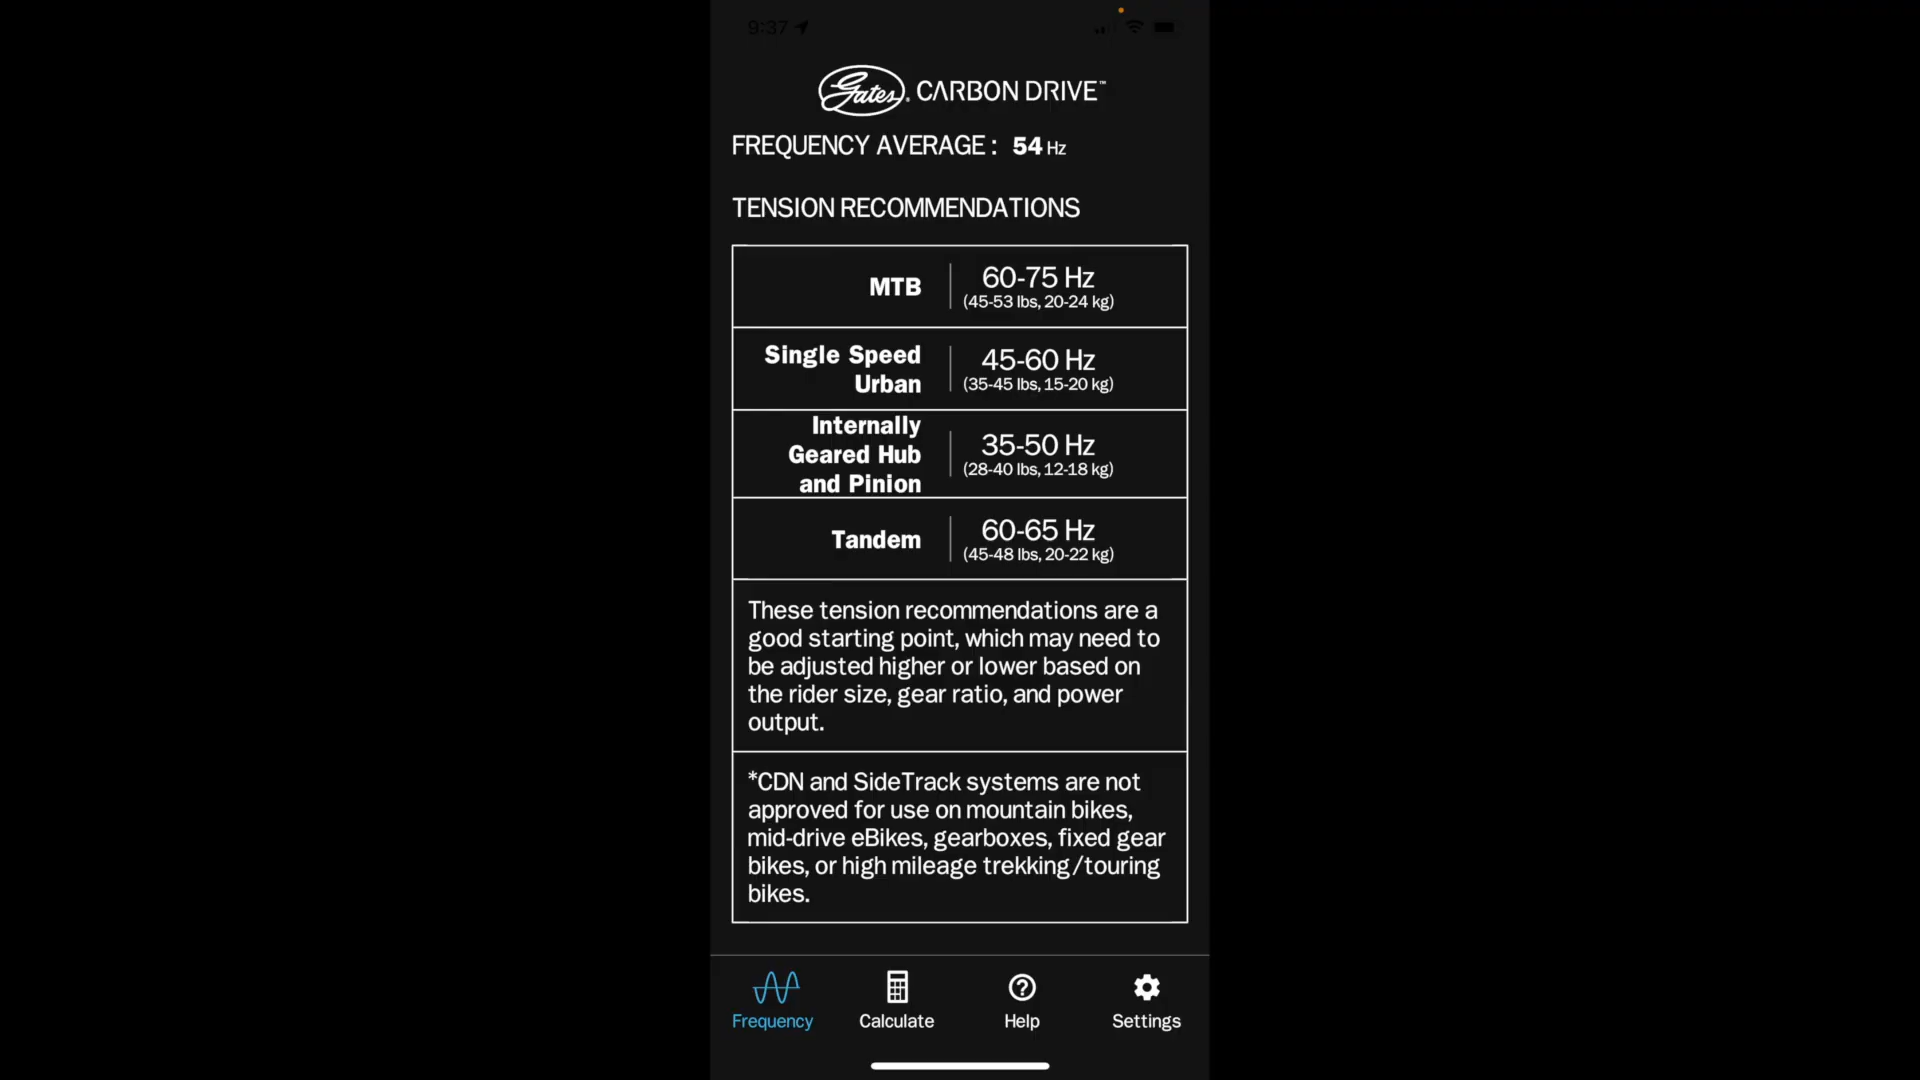 9:37
Gates. CARBON DRIVE™
FREQUENCY AVERAGE : 54 Hz
TENSION RECOMMENDATIONS
MTB
60-75 Hz
(45-53 lbs, 20-24 kg)
Single Speed
Urban
45-60 Hz
(35-45 lbs, 15-20 kg)
Internally
Geared Hub
and Pinion
35-50 Hz
(28-40 lbs, 12-18 kg)
Tandem
60-65 Hz
(45-48 lbs, 20-22 kg)
These tension recommendations are a
good starting point, which may need to
be adjusted higher or lower based on
the rider size, gear ratio, and power
output.
*CDN and SideTrack systems are not
approved for use on mountain bikes,
mid-drive eBikes, gearboxes, fixed gear
bikes, or high mileage trekking/touring
bikes.
Frequency
Calculate
Help
Settings